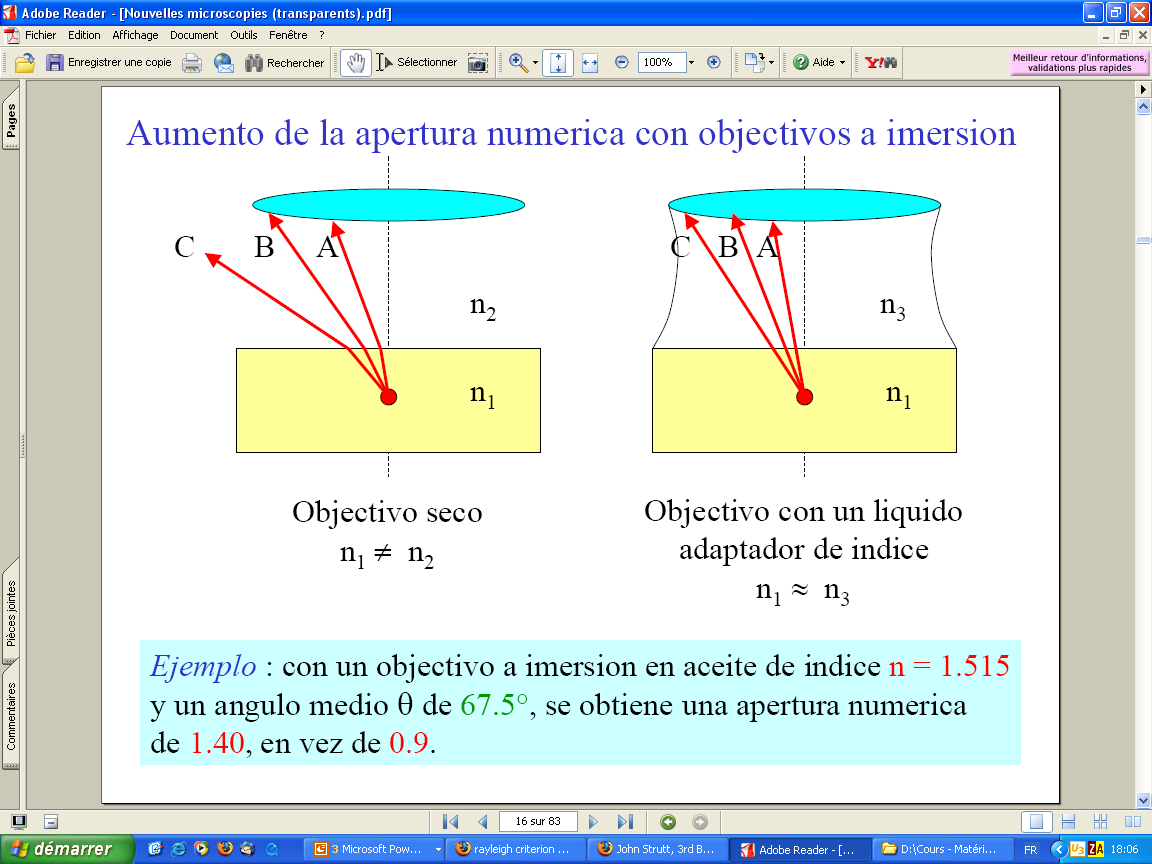 Adobe Reader - [Nouvelles microscopies (transparents).pdf]
Fichier Edition Affichage Document Outils Fenêtre ?
Enregistrer une copie Rechercher Sélectionner 100% Aide Y!
Meilleur retour d'informations,
validations plus rapides
Pages
Pièces jointes
Commentaires
Aumento de la apertura numerica con objectivos a imersion
C B A
n2
n1
C B A
n3
n1
Objectivo seco
n1 ≠ n2
Objectivo con un liquido
adaptador de indice
n1 ≈ n3
Ejemplo : con un objectivo a imersion en aceite de indice n = 1.515
y un angulo medio θ de 67.5°, se obtiene una apertura numerica
de 1.40, en vez de 0.9.
16 sur 83
démarrer
3 Microsoft Pow...
rayleigh criterion ...
John Strutt, 3rd B...
Adobe Reader - [...
D:\Cours - Matéri...
FR
18:06